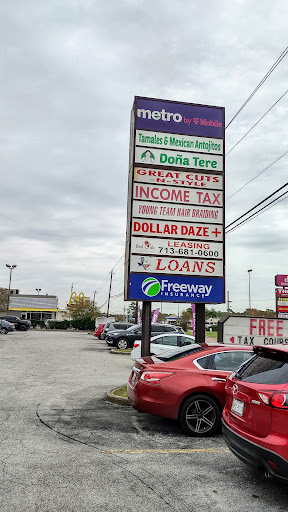 metro by T Mobile
Tamales & Mexican Antojitos
Doña Tere
GREAT CUTS
-N-STYLE
INCOME TAX
YOUNG TEAM HAIR BRAIDING
DOLLAR DAZE +
LEASING
713-681-0600
LOANS
Freeway
INSURANCE
FREE
TAX